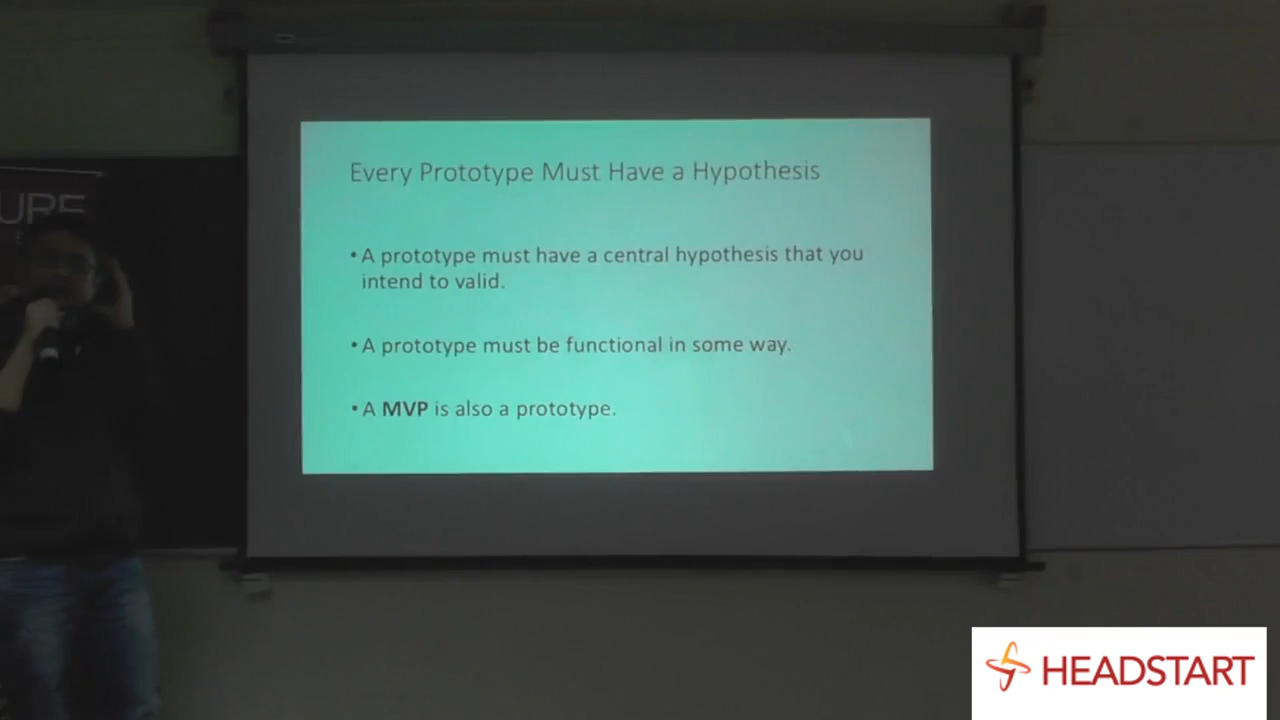 Every Prototype Must Have a Hypothesis
• A prototype must have a central hypothesis that you
intend to valid.
• A prototype must be functional in some way.
• A MVP is also a prototype.
URE
HEADSTART